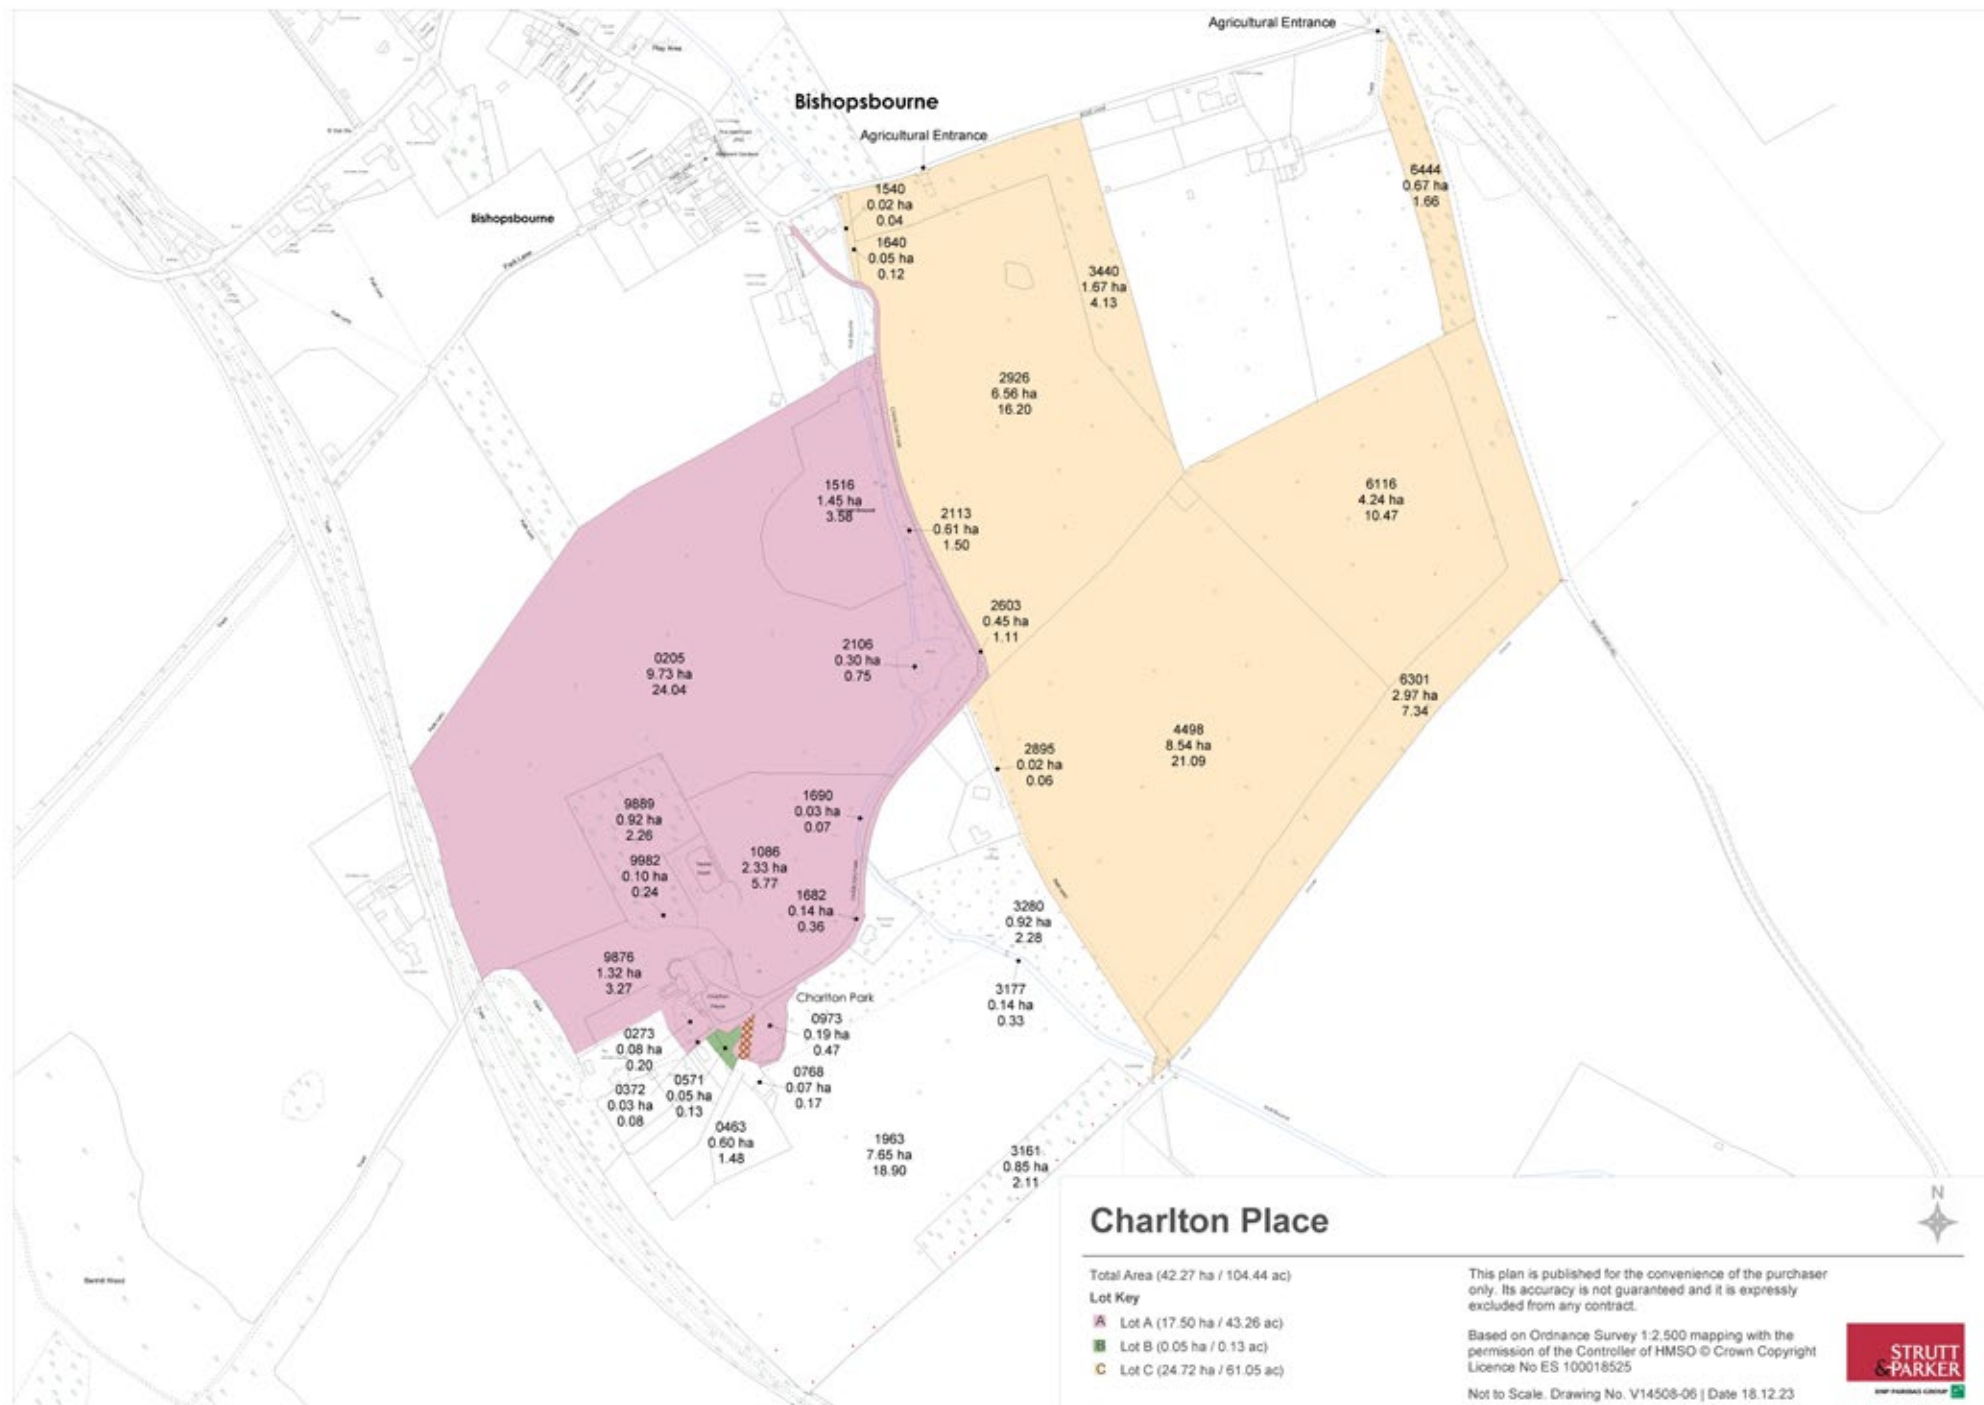 Agricultural Entrance
Play Area
Bishopsbourne
Agricultural Entrance
Bishopsbourne
Park Lane
1540
0.02 ha
0.04
1640
0.05 ha
0.12
6444
0.67 ha
1.66
3440
1.67 ha
4.13
2926
6.56 ha
16.20
1516
1.45 ha
3.58
6116
4.24 ha
10.47
2113
0.61 ha
1.50
2603
0.45 ha
1.11
2106
0.30 ha
0.75
0205
9.73 ha
24.04
6301
2.97 ha
7.34
4498
8.54 ha
21.09
2895
0.02 ha
0.06
9889
0.92 ha
2.26
1690
0.03 ha
0.07
9982
0.10 ha
0.24
1086
2.33 ha
5.77
1682
0.14 ha
0.36
3280
0.92 ha
2.28
9876
1.32 ha
3.27
3177
0.14 ha
0.33
Charlton
Place
Charlton Park
0973
0.19 ha
0.47
0273
0.08 ha
0.20
0768
0.07 ha
0.17
0571
0.05 ha
0.13
0372
0.03 ha
0.08
0463
0.60 ha
1.48
1963
7.65 ha
18.90
3161
0.85 ha
2.11
Track
N
Charlton Place
Total Area (42.27 ha / 104.44 ac)
Lot Key
A Lot A (17.50 ha / 43.26 ac)
B Lot B (0.05 ha / 0.13 ac)
C Lot C (24.72 ha / 61.05 ac)
This plan is published for the convenience of the purchaser
only. Its accuracy is not guaranteed and it is expressly
excluded from any contract.
Based on Ordnance Survey 1:2,500 mapping with the
permission of the Controller of HMSO © Crown Copyright
Licence No ES 100018525
Not to Scale. Drawing No. V14508-06 | Date 18.12.23
STRUTT
&PARKER
BNP PARIBAS GROUP